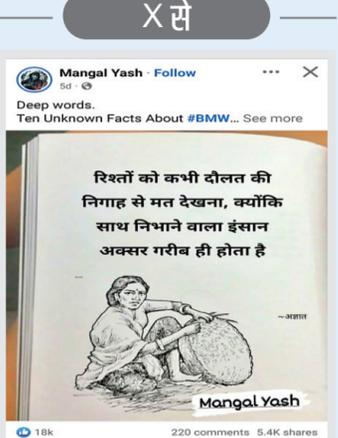 X से
Mangal Yash · Follow
5d ·
Deep words.
Ten Unknown Facts About #BMW... See more
रिश्तों को कभी दौलत की
निगाह से मत देखना, क्योंकि
साथ निभाने वाला इंसान
अक्सर गरीब ही होता है
~अज्ञात
Mangal Yash
18k 220 comments 5.4K shares